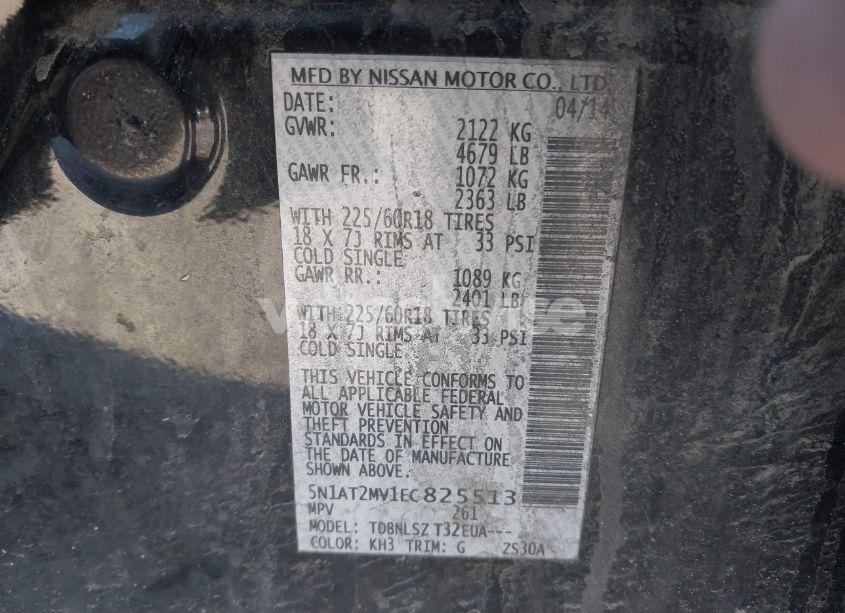 MFD BY NISSAN MOTOR CO., LTD
DATE: 04/14
GVWR: 2122 KG
4679 LB
GAWR FR.: 1072 KG
2363 LB
WITH 225/60R18 TIRES
18 X 7J RIMS AT 33 PSI
COLD SINGLE
GAWR RR.: 1089 KG
2401 LB
WITH 225/60R18 TIRES
18 X 7J RIMS AT 33 PSI
COLD SINGLE
THIS VEHICLE CONFORMS TO
ALL APPLICABLE FEDERAL
MOTOR VEHICLE SAFETY AND
THEFT PREVENTION
STANDARDS IN EFFECT ON
THE DATE OF MANUFACTURE
SHOWN ABOVE.
5N1AT2MV1EC825513
MPV 261
MODEL: TDBNLSZ T32EUA---
COLOR: KH3 TRIM: G ZS30A